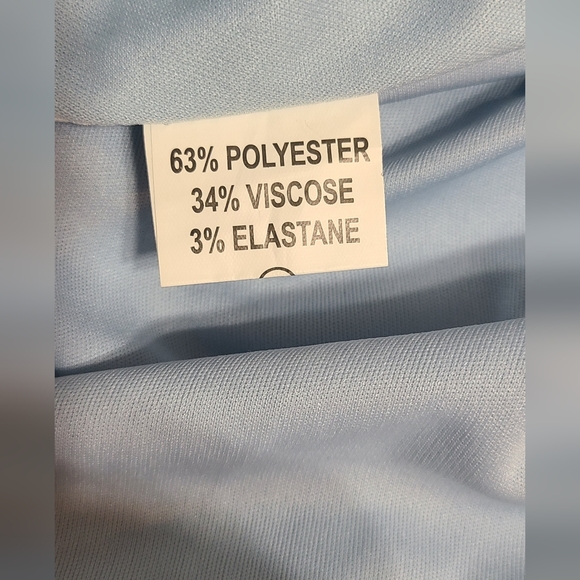 63% POLYESTER
34% VISCOSE
3% ELASTANE